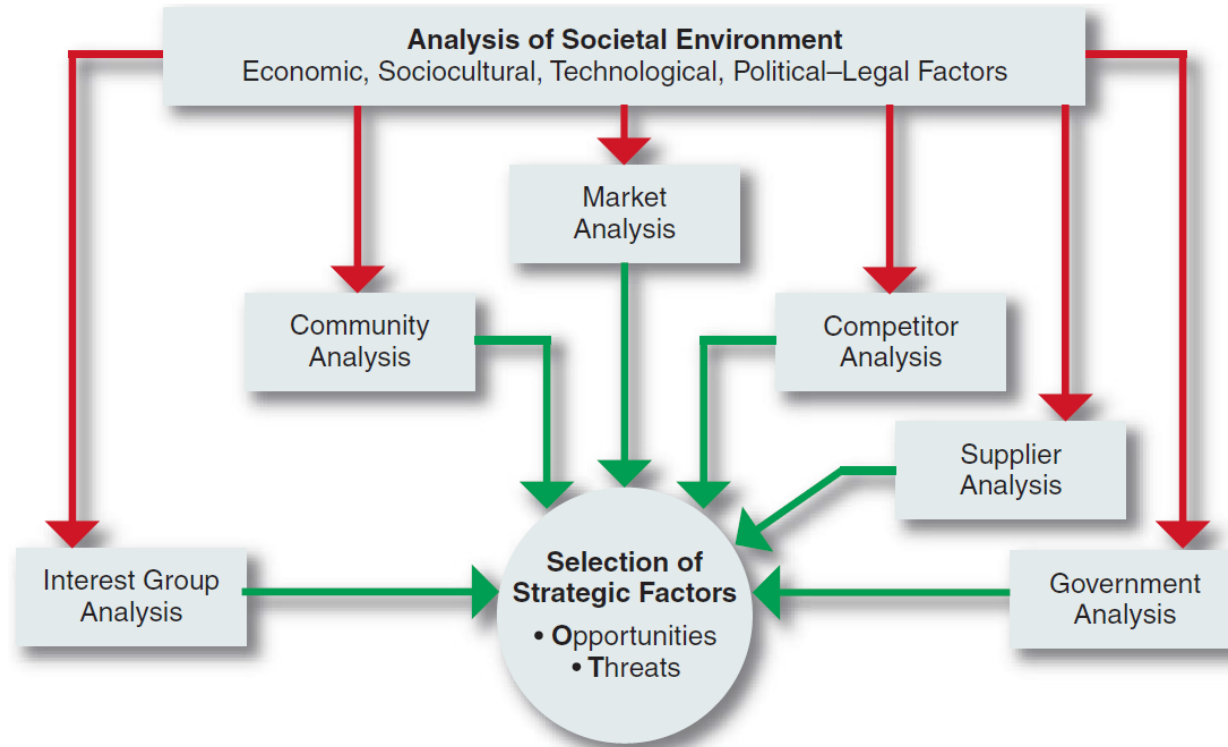 Analysis of Societal Environment
Economic, Sociocultural, Technological, Political–Legal Factors
Market
Analysis
Community
Analysis
Competitor
Analysis
Supplier
Analysis
Interest Group
Analysis
Selection of
Strategic Factors
• Opportunities
• Threats
Government
Analysis